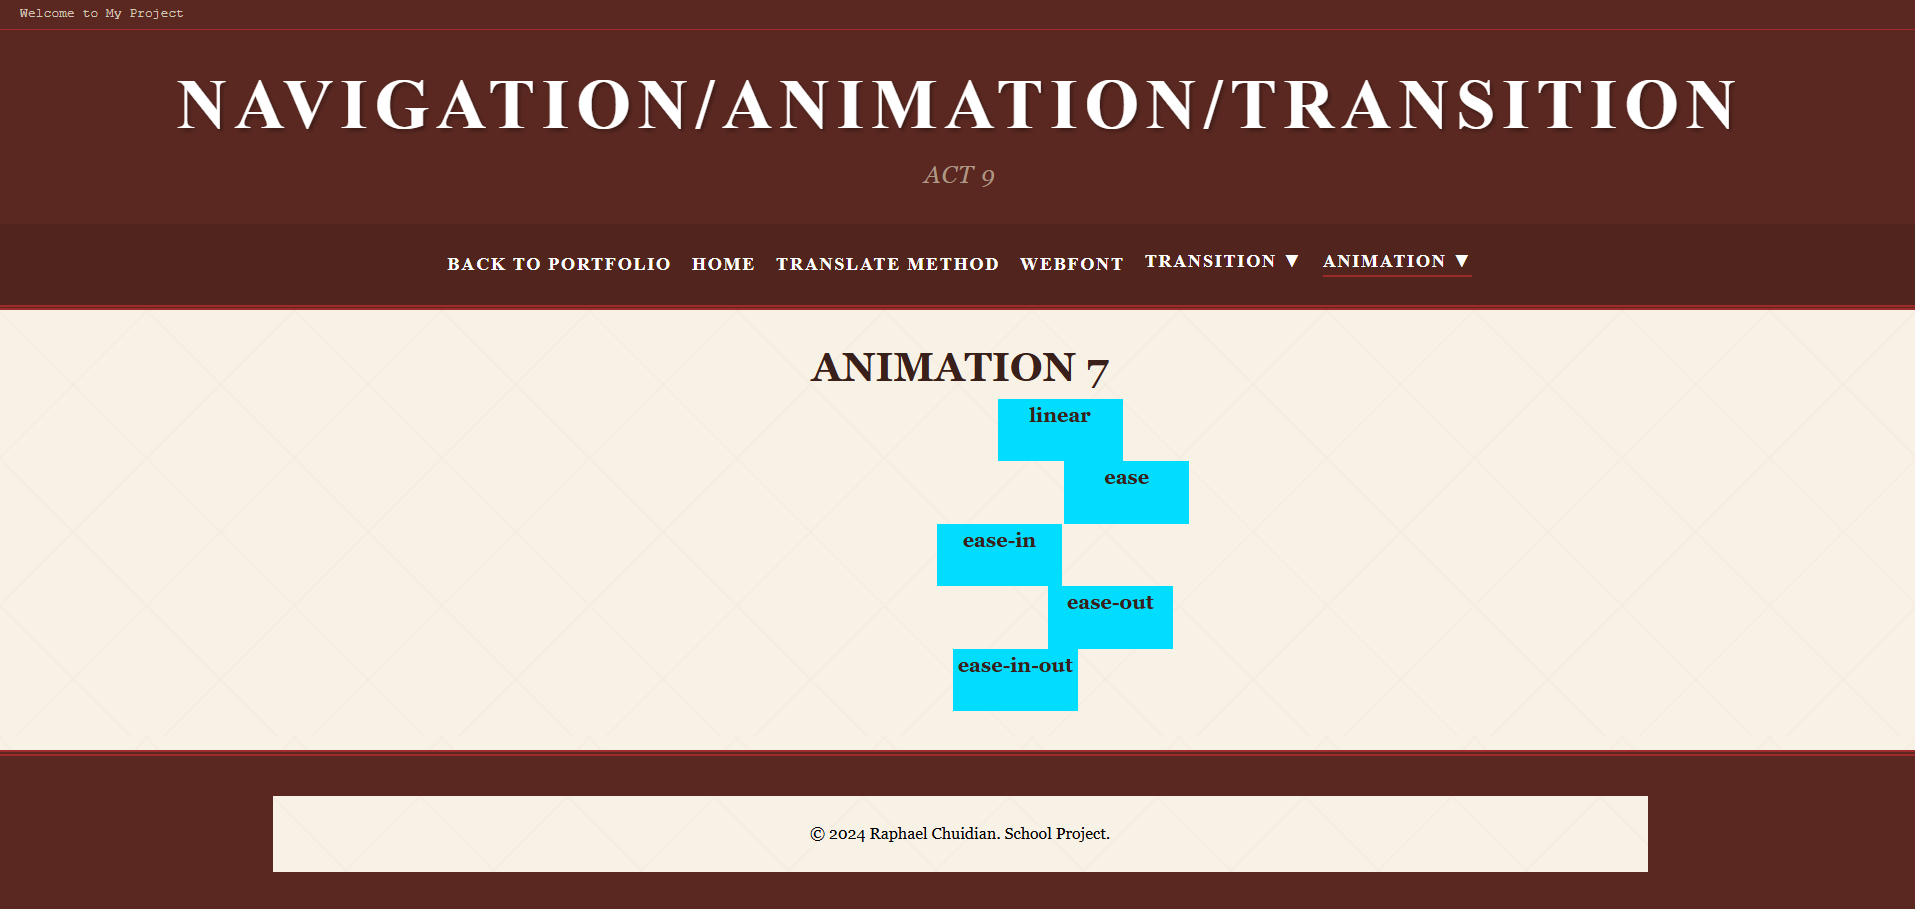 Welcome to My Project
NAVIGATION/ANIMATION/TRANSITION
ACT 9
BACK TO PORTFOLIO HOME TRANSLATE METHOD WEBFONT TRANSITION ▼ ANIMATION ▼
ANIMATION 7
linear
ease
ease-in
ease-out
ease-in-out
© 2024 Raphael Chuidian. School Project.